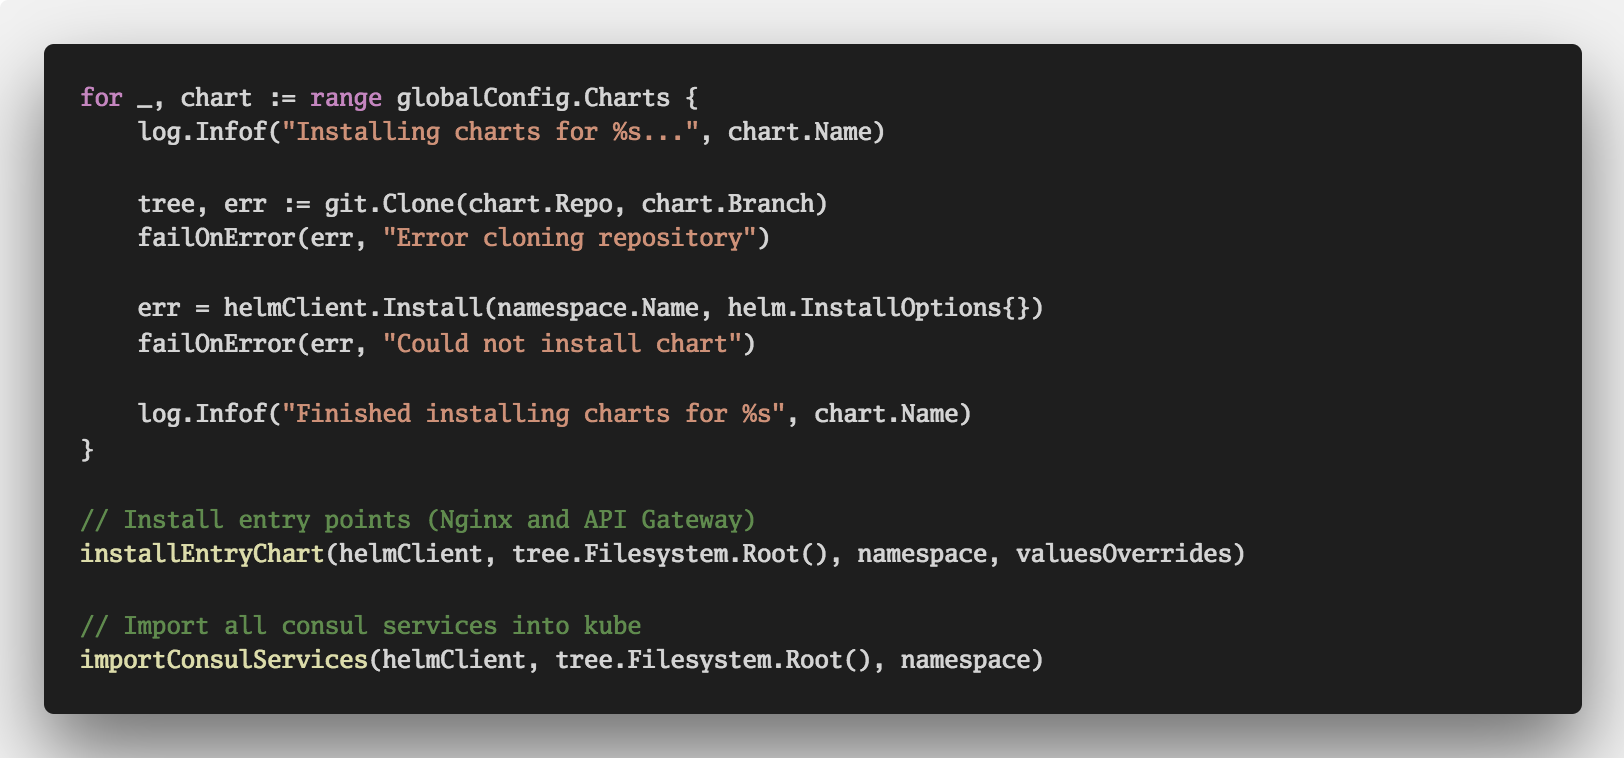 for _, chart := range globalConfig.Charts {
    log.Infof("Installing charts for %s...", chart.Name)

    tree, err := git.Clone(chart.Repo, chart.Branch)
    failOnError(err, "Error cloning repository")

    err = helmClient.Install(namespace.Name, helm.InstallOptions{})
    failOnError(err, "Could not install chart")

    log.Infof("Finished installing charts for %s", chart.Name)
}

// Install entry points (Nginx and API Gateway)
installEntryChart(helmClient, tree.Filesystem.Root(), namespace, valuesOverrides)

// Import all consul services into kube
importConsulServices(helmClient, tree.Filesystem.Root(), namespace)